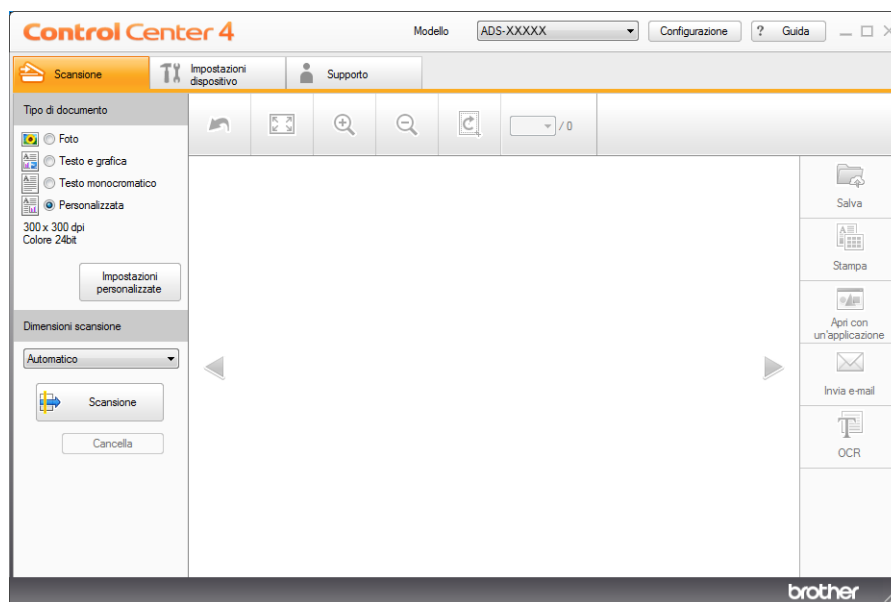 Control Center 4
Modello
ADS-XXXXX
Configurazione
? Guida
Scansione
Impostazioni
dispositivo
Supporto
Tipo di documento
Foto
Testo e grafica
Testo monocromatico
Personalizzata
300 x 300 dpi
Colore 24bit
Impostazioni
personalizzate
Dimensioni scansione
Automatico
Scansione
Cancella
/ 0
Salva
Stampa
Apri con
un'applicazione
Invia e-mail
OCR
brother